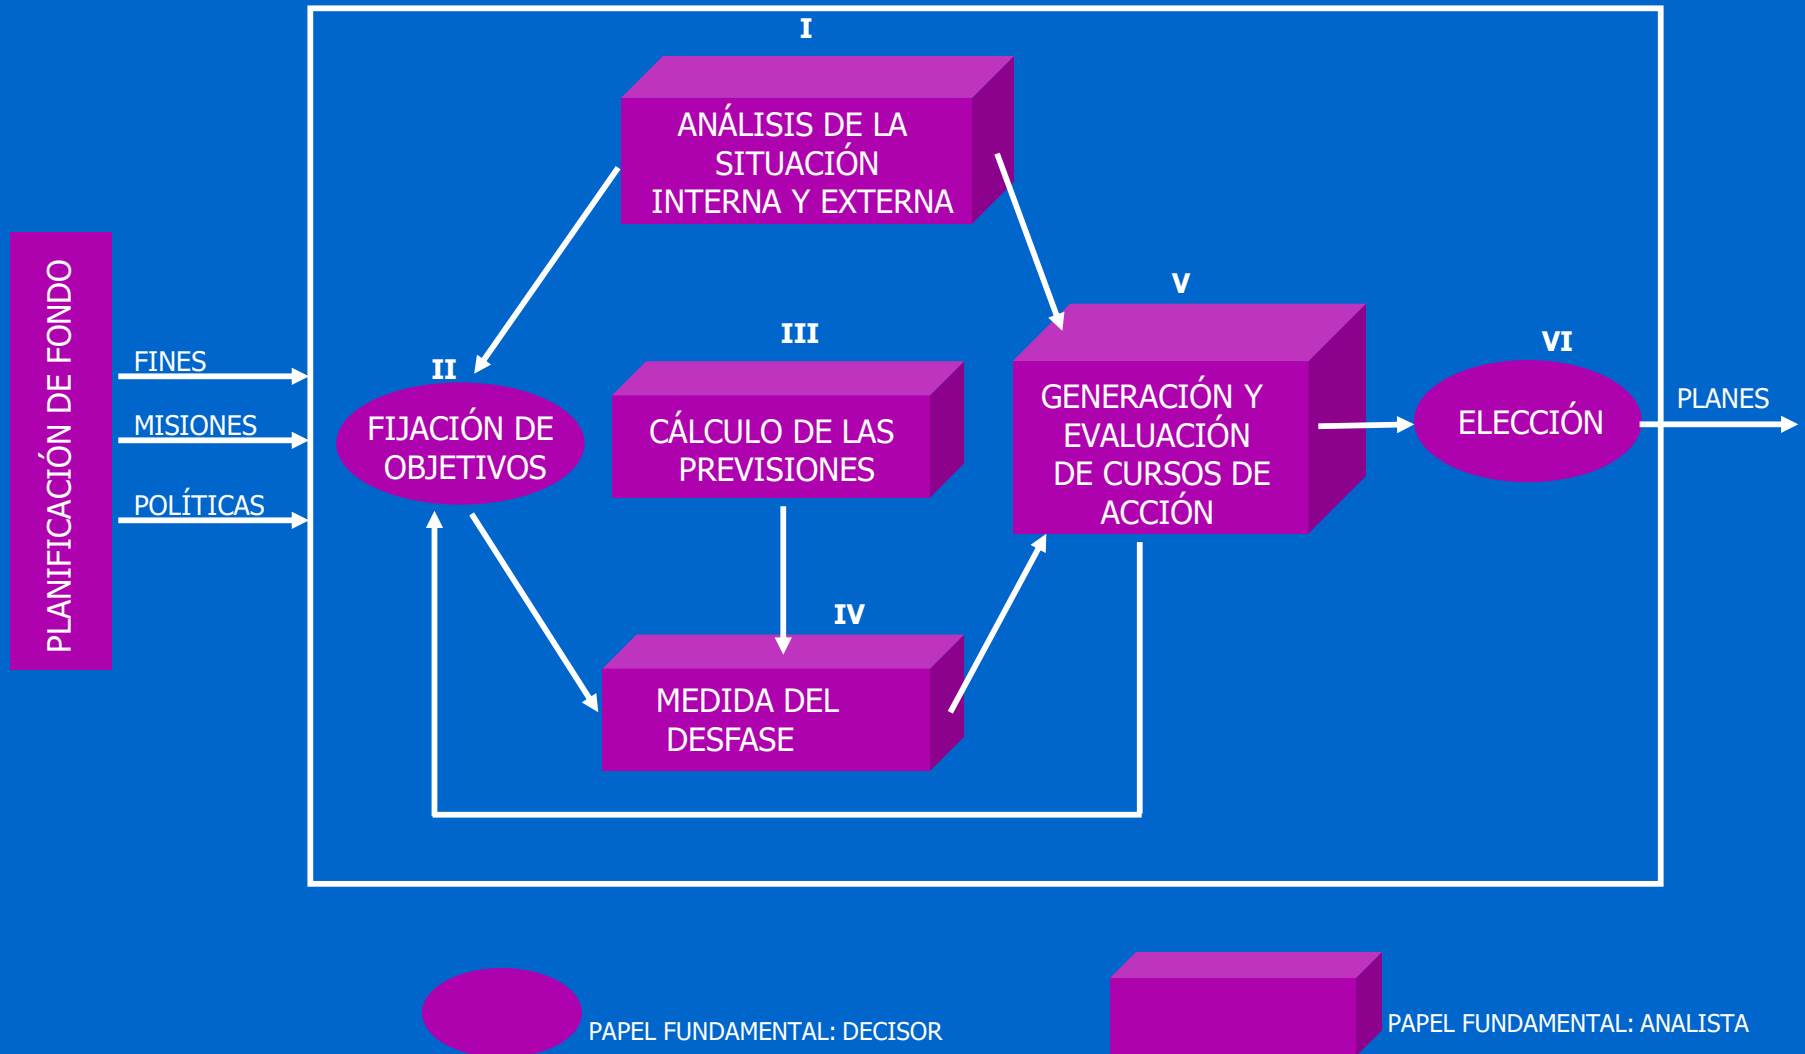 PLANIFICACIÓN DE FONDO
FINES
MISIONES
POLÍTICAS
I
ANÁLISIS DE LA
SITUACIÓN
INTERNA Y EXTERNA
II
FIJACIÓN DE
OBJETIVOS
III
CÁLCULO DE LAS
PREVISIONES
IV
MEDIDA DEL
DESFASE
V
GENERACIÓN Y
EVALUACIÓN
DE CURSOS DE
ACCIÓN
VI
ELECCIÓN
PLANES
PAPEL FUNDAMENTAL: DECISOR
PAPEL FUNDAMENTAL: ANALISTA